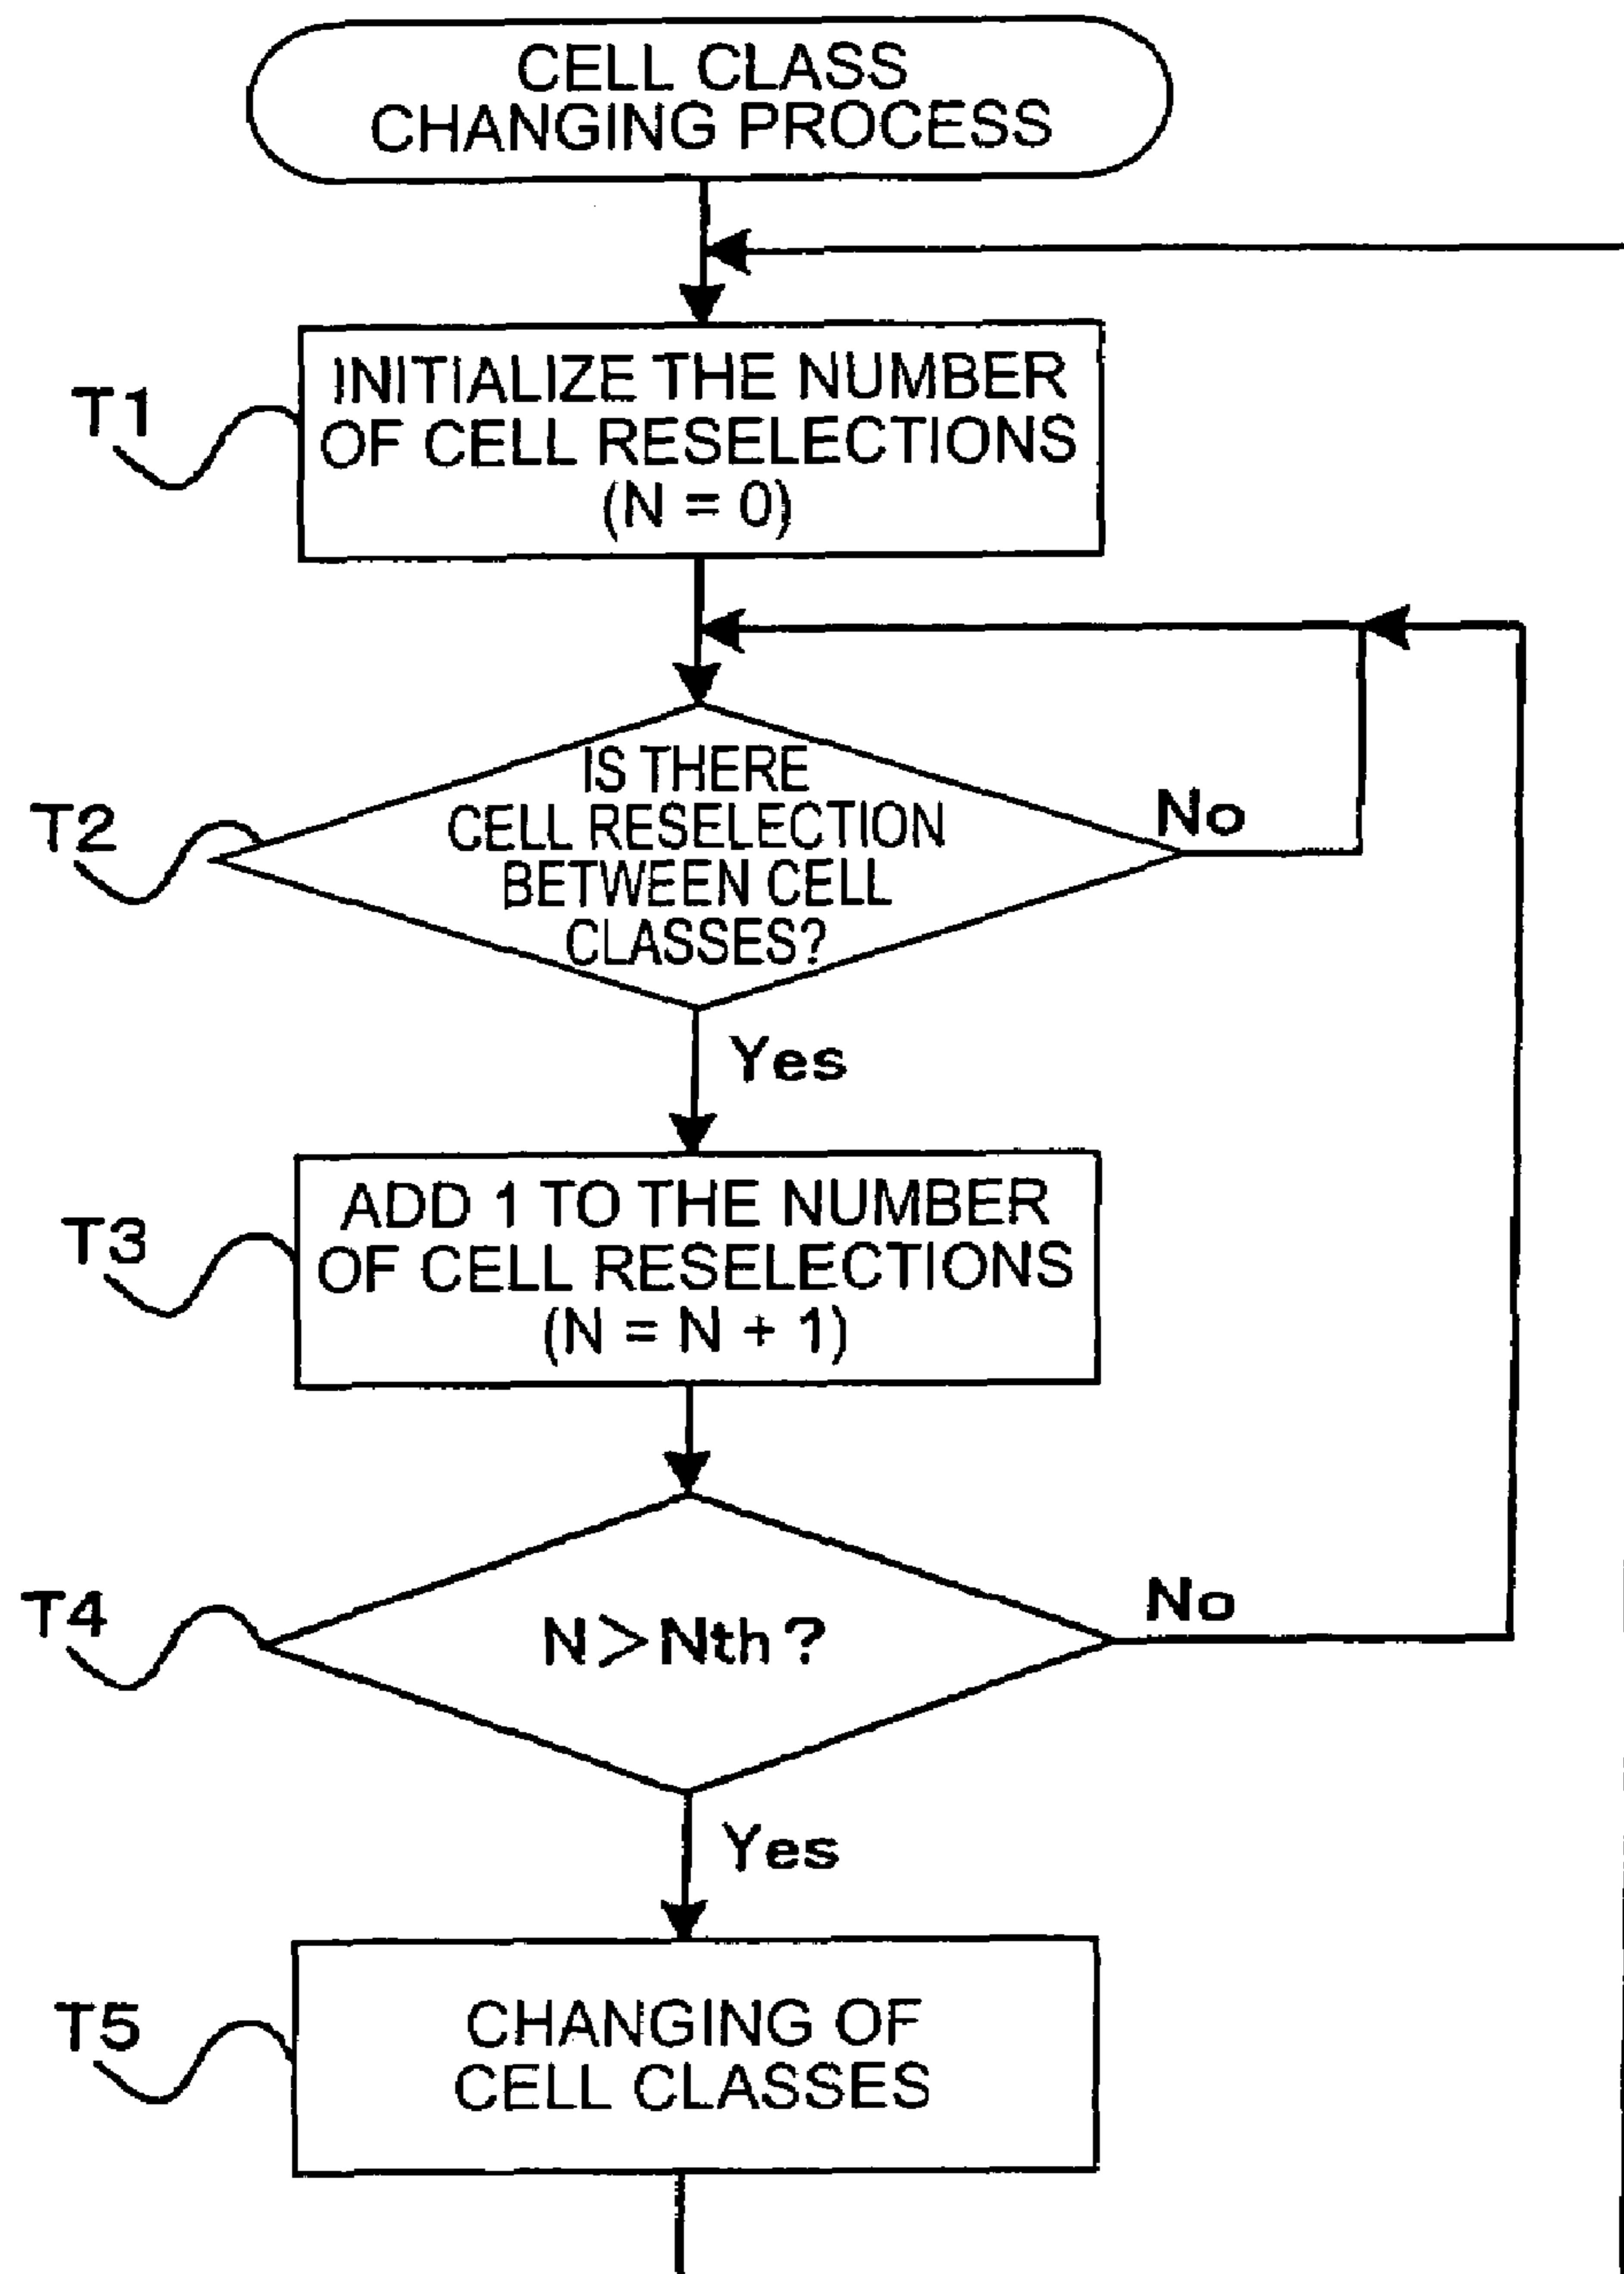 CELL CLASS
CHANGING PROCESS
T1
INITIALIZE THE NUMBER
OF CELL RESELECTIONS
(N = 0)
T2
IS THERE
CELL RESELECTION
BETWEEN CELL
CLASSES?
No
Yes
T3
ADD 1 TO THE NUMBER
OF CELL RESELECTIONS
(N = N + 1)
T4
N>Nth?
No
Yes
T5
CHANGING OF
CELL CLASSES